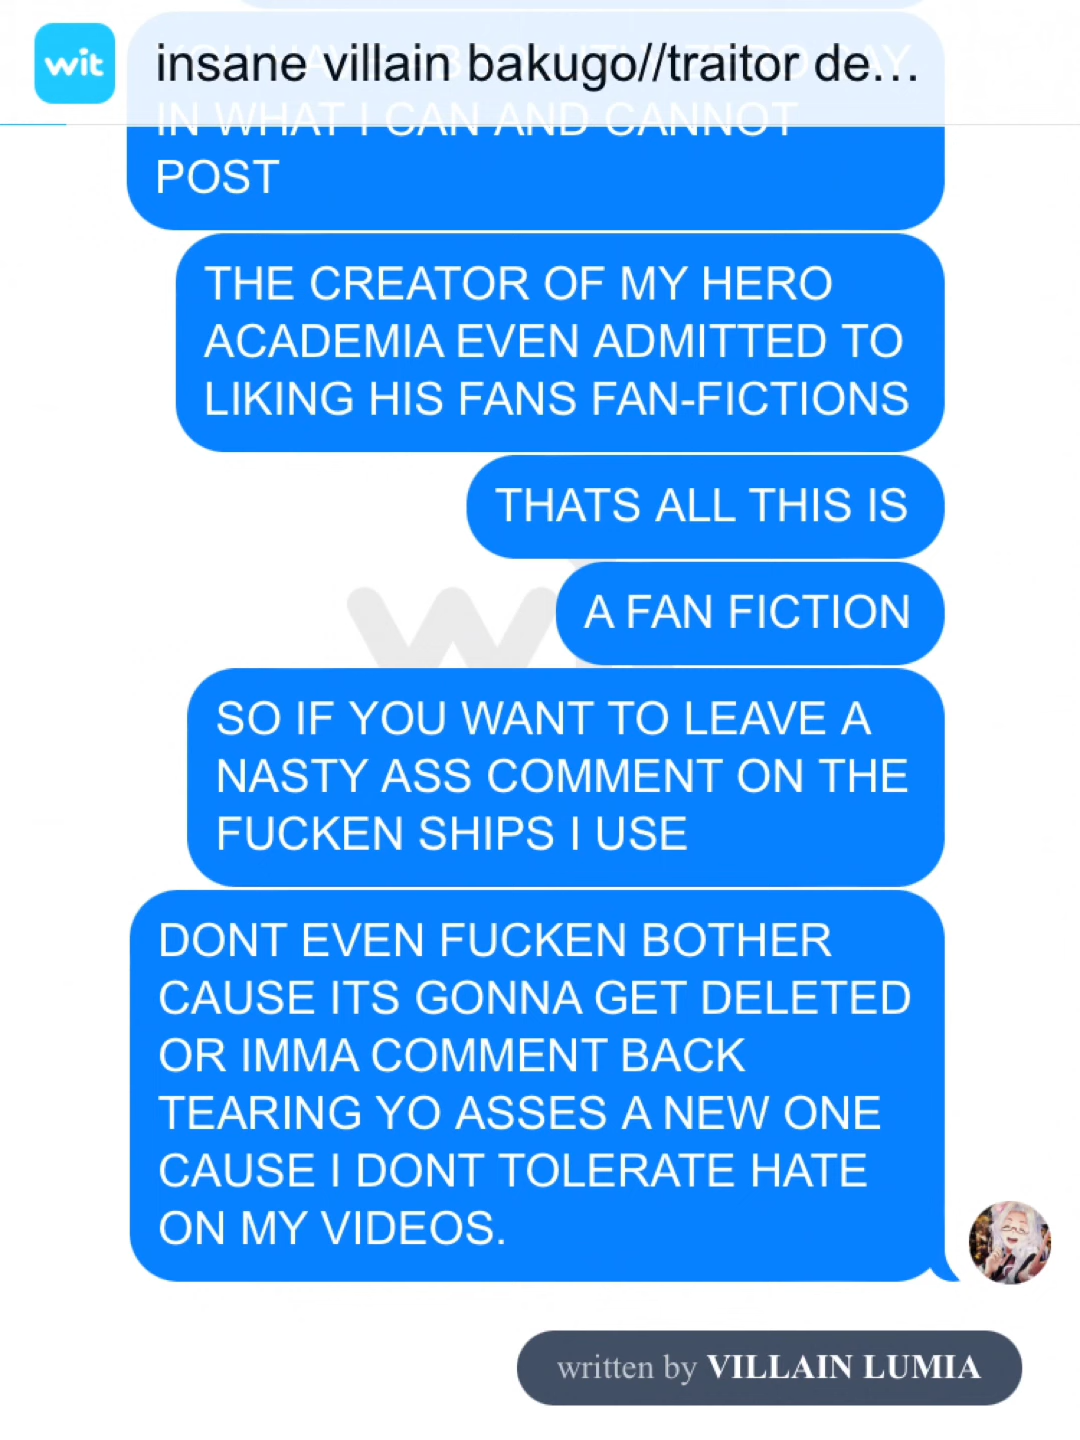 wit
insane villain bakugo//traitor de...
IN WHAT I CAN AND CANNOT
POST
THE CREATOR OF MY HERO
ACADEMIA EVEN ADMITTED TO
LIKING HIS FANS FAN-FICTIONS
THATS ALL THIS IS
A FAN FICTION
SO IF YOU WANT TO LEAVE A
NASTY ASS COMMENT ON THE
FUCKEN SHIPS I USE
DONT EVEN FUCKEN BOTHER
CAUSE ITS GONNA GET DELETED
OR IMMA COMMENT BACK
TEARING YO ASSES A NEW ONE
CAUSE I DONT TOLERATE HATE
ON MY VIDEOS.
written by VILLAIN LUMIA